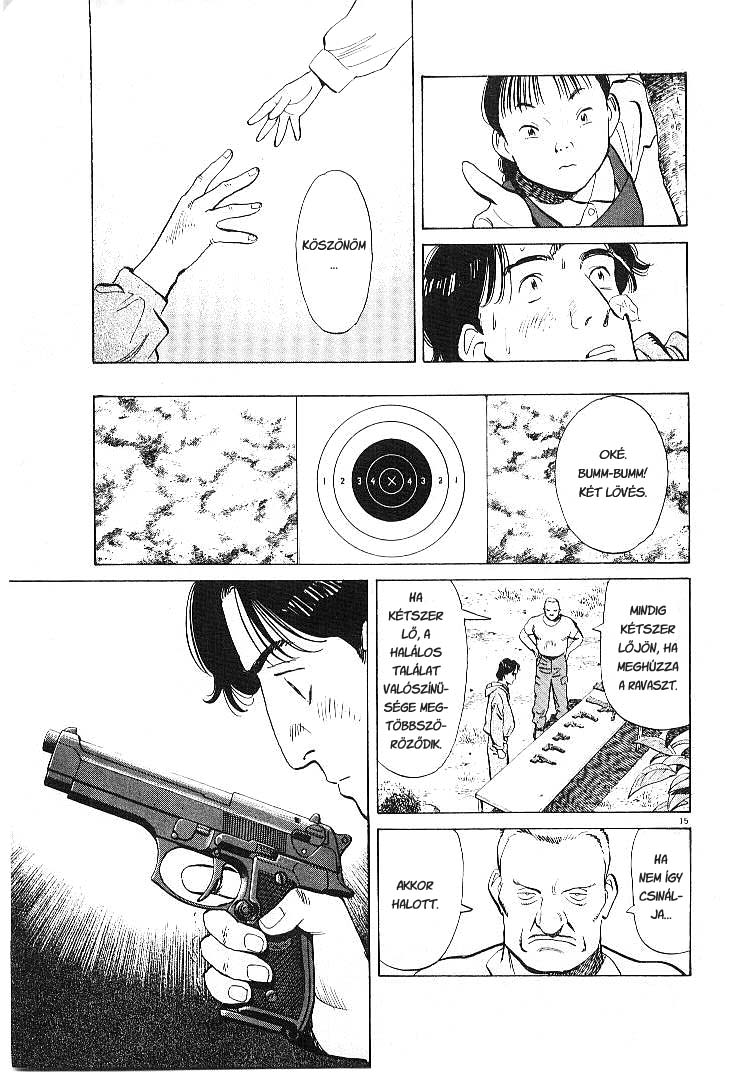 KÖSZÖNÖM
...
OKÉ.
BUMM-BUMM!
KÉT LÖVÉS.
1 2 3 4 X 4 3 2 1
MINDIG
KÉTSZER
LŐJÖN, HA
MEGHÚZZA
A RAVASZT.
HA
KÉTSZER
LŐ, A
HALÁLOS
TALÁLAT
VALÓSZÍNŰ-
SÉGE MEG-
TÖBBSZÖ-
RÖZŐDIK.
15
HA
NEM ÍGY
CSINÁL-
JA...
AKKOR
HALOTT.